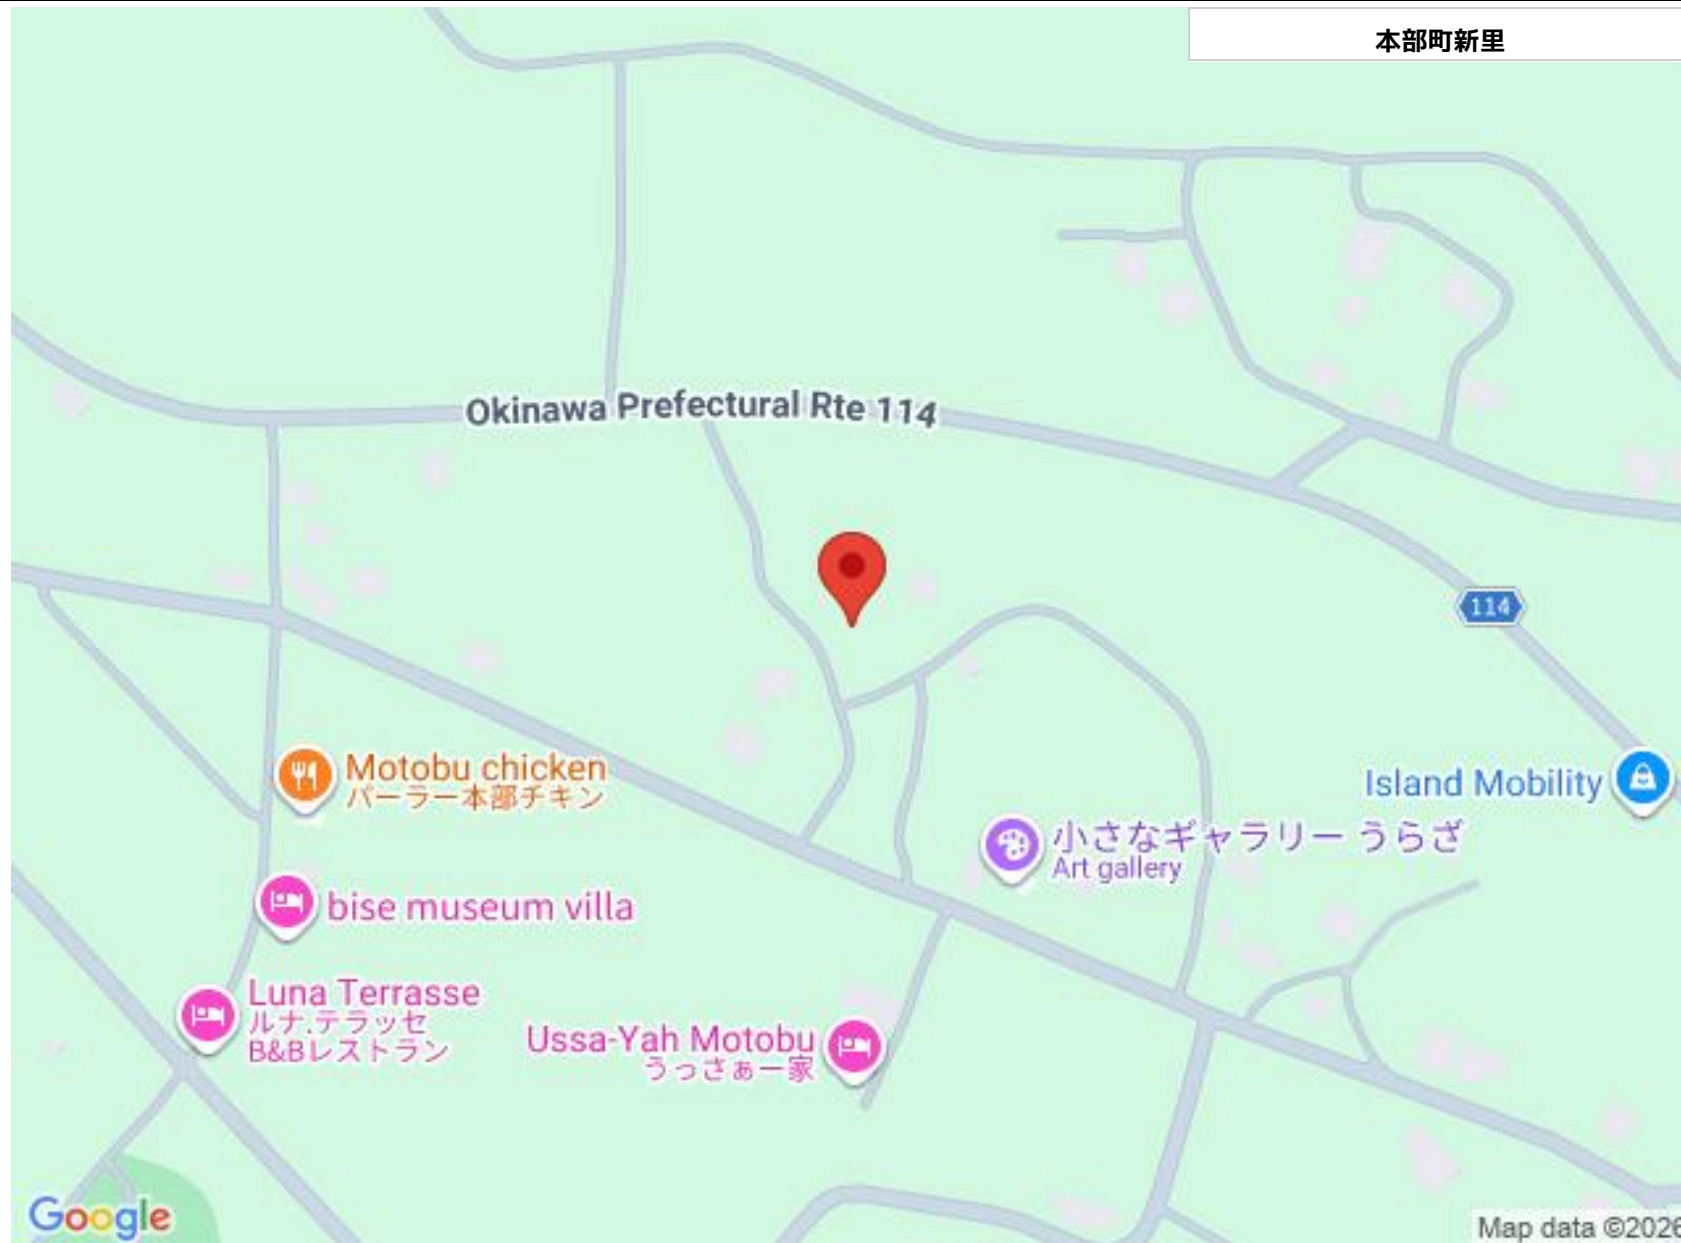 本部町新里
Okinawa Prefectural Rte 114
114
Motobu chicken
パーラー本部チキン
Island Mobility
小さなギャラリー うらざ
Art gallery
bise museum villa
Luna Terrasse
ルナ.テラッセ
B&Bレストラン
Ussa-Yah Motobu
うっさぁー家
Google
Map data ©2026